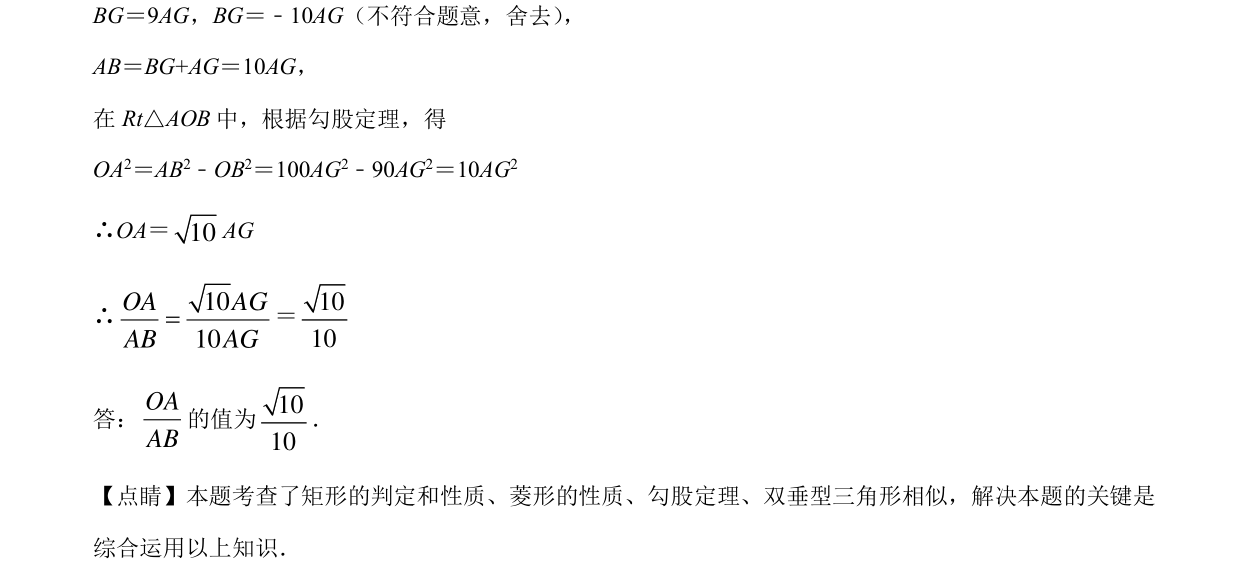 BG＝9AG，BG＝﹣10AG（不符合题意，舍去），
AB＝BG+AG＝10AG，
在 Rt△AOB 中，根据勾股定理，得
OA²＝AB²﹣OB²＝100AG²﹣90AG²＝10AG²
∴OA＝√10 AG
∴OA/AB = √10AG/10AG ＝ √10/10
答：OA/AB 的值为 √10/10．
【点睛】本题考查了矩形的判定和性质、菱形的性质、勾股定理、双垂型三角形相似，解决本题的关键是
综合运用以上知识．